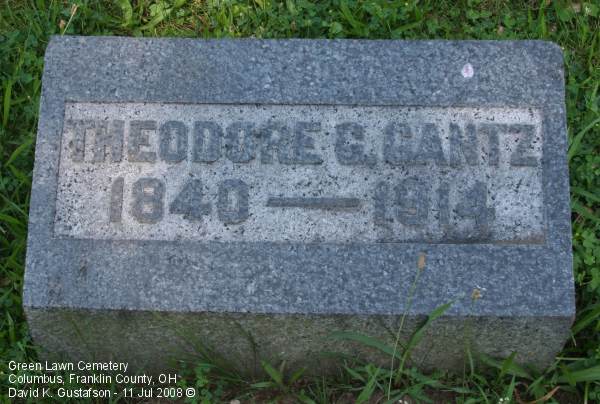 THEODORE G. GANTZ
1840 — 1914
Green Lawn Cemetery
Columbus, Franklin County, OH
David K. Gustafson - 11 Jul 2008 ©